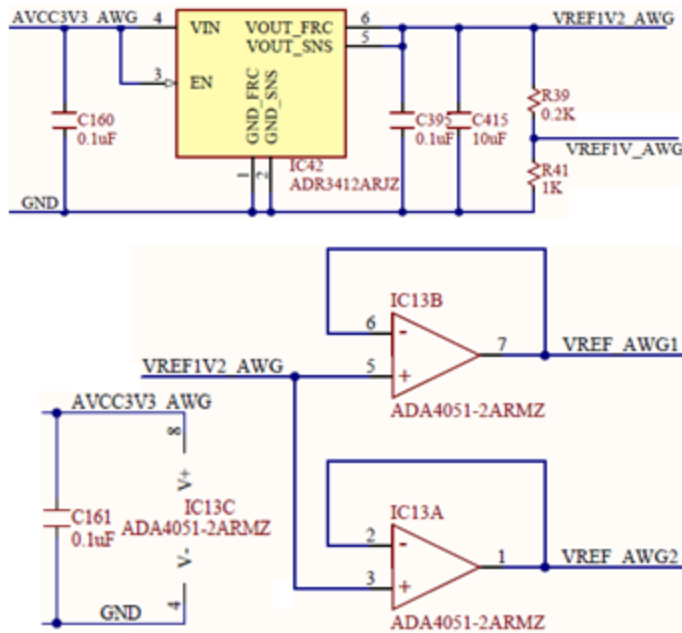 AVCC3V3_AWG
4
VIN
VOUT_FRC
6
VREF1V2_AWG
VOUT_SNS
5
3
EN
GND_FRC
GND_SNS
C160
0.1uF
C395
0.1uF
C415
10uF
R39
0.2K
VREF1V_AWG
R41
1K
1
2
IC42
ADR3412ARJZ
GND
IC13B
6
-
7
VREF_AWG1
VREF1V2_AWG
5
+
ADA4051-2ARMZ
AVCC3V3_AWG
8
V+
C161
0.1uF
IC13C
ADA4051-2ARMZ
V-
4
GND
IC13A
2
-
1
VREF_AWG2
3
+
ADA4051-2ARMZ